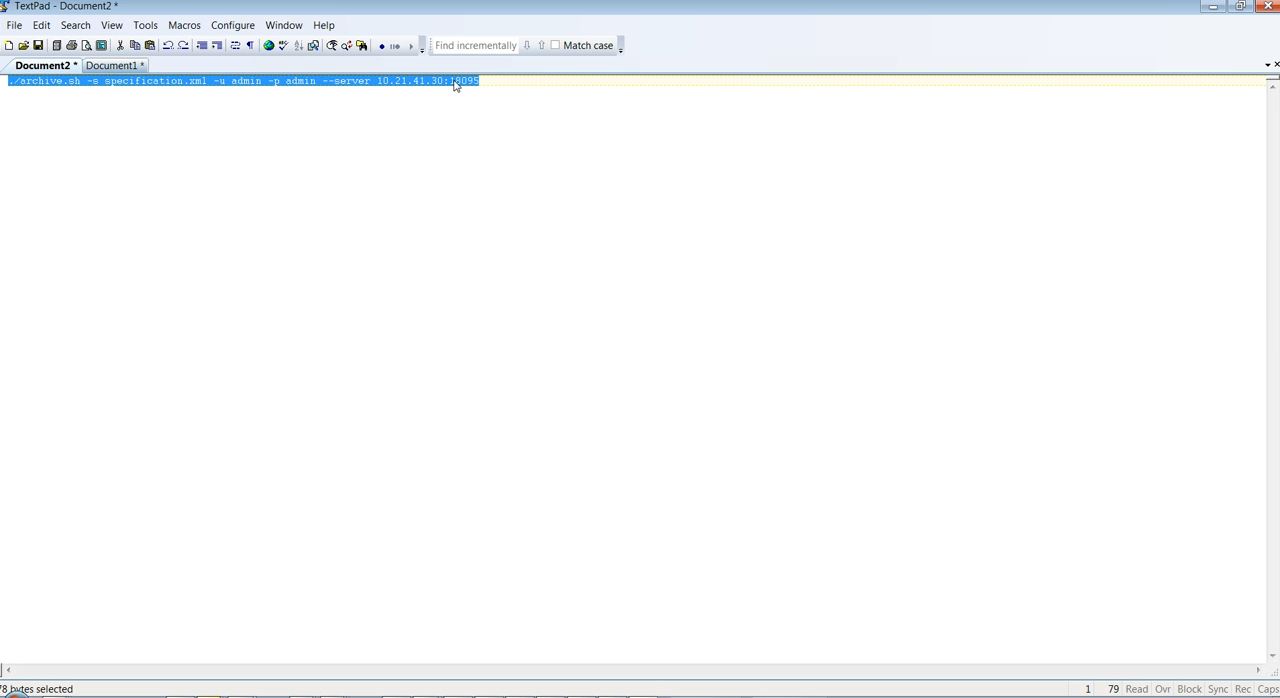 TextPad - Document2 *
File Edit Search View Tools Macros Configure Window Help
Find incrementally Match case
Document2 * Document1 *
./archive.sh -s specification.xml -u admin -p admin --server 10.21.41.30:18095
78 bytes selected 1 79 Read Ovr Block Sync Rec Caps